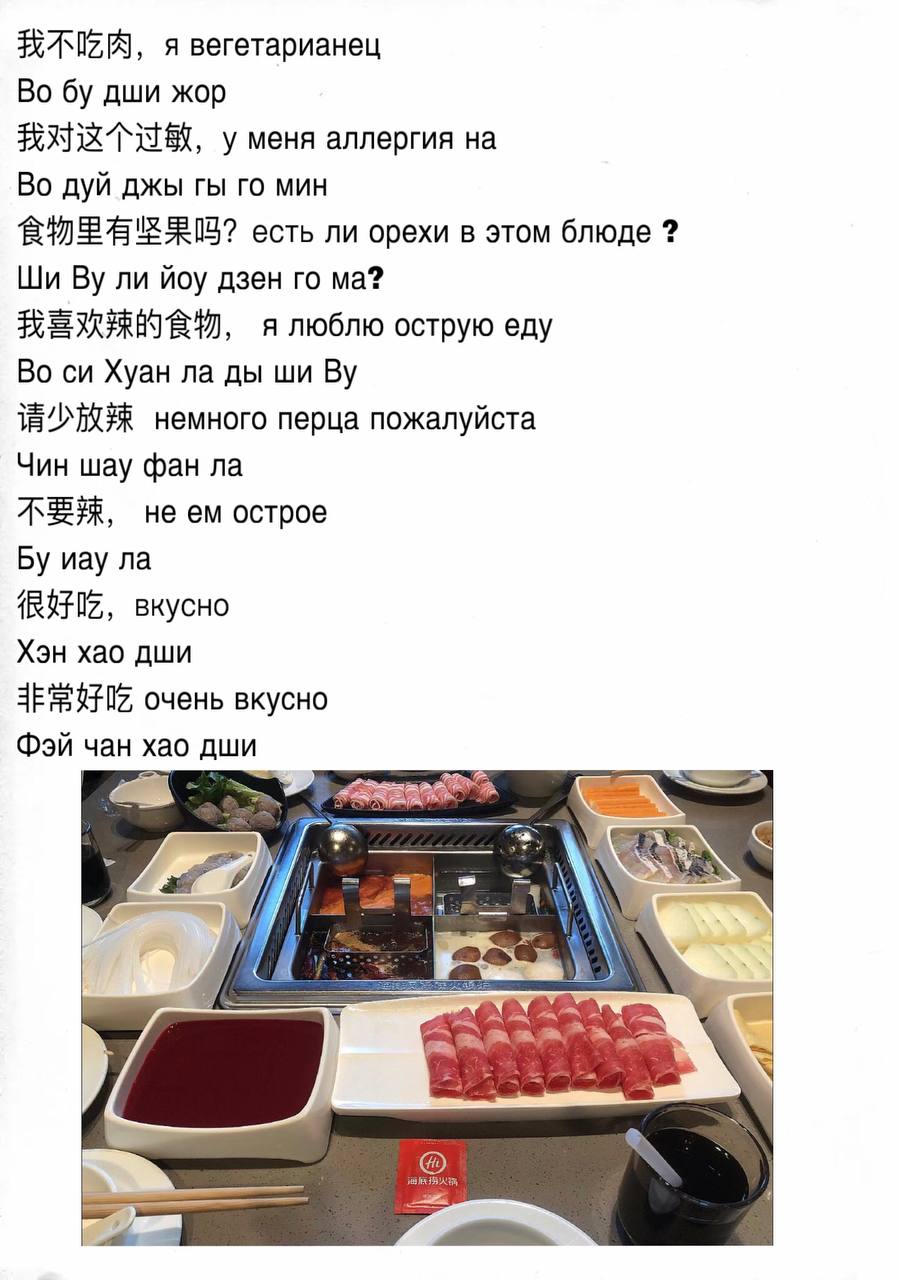 我不吃肉，я вегетарианец
Во бу дши жор
我对这个过敏，у меня аллергия на
Во дуй джы гы го мин
食物里有坚果吗？есть ли орехи в этом блюде ?
Ши Ву ли йоу дзен го ма?
我喜欢辣的食物， я люблю острую еду
Во си Хуан ла ды ши Ву
请少放辣 немного перца пожалуйста
Чин шау фан ла
不要辣， не ем острое
Бу иау ла
很好吃，вкусно
Хэн хао дши
非常好吃 очень вкусно
Фэй чан хао дши
Hi
海底捞火锅